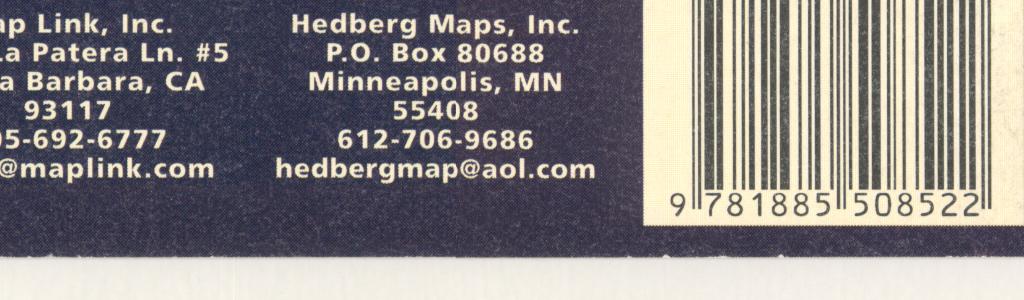 ap Link, Inc.
La Patera Ln. #5
a Barbara, CA
93117
05-692-6777
@maplink.com
Hedberg Maps, Inc.
P.O. Box 80688
Minneapolis, MN
55408
612-706-9686
hedbergmap@aol.com
9 781885 508522